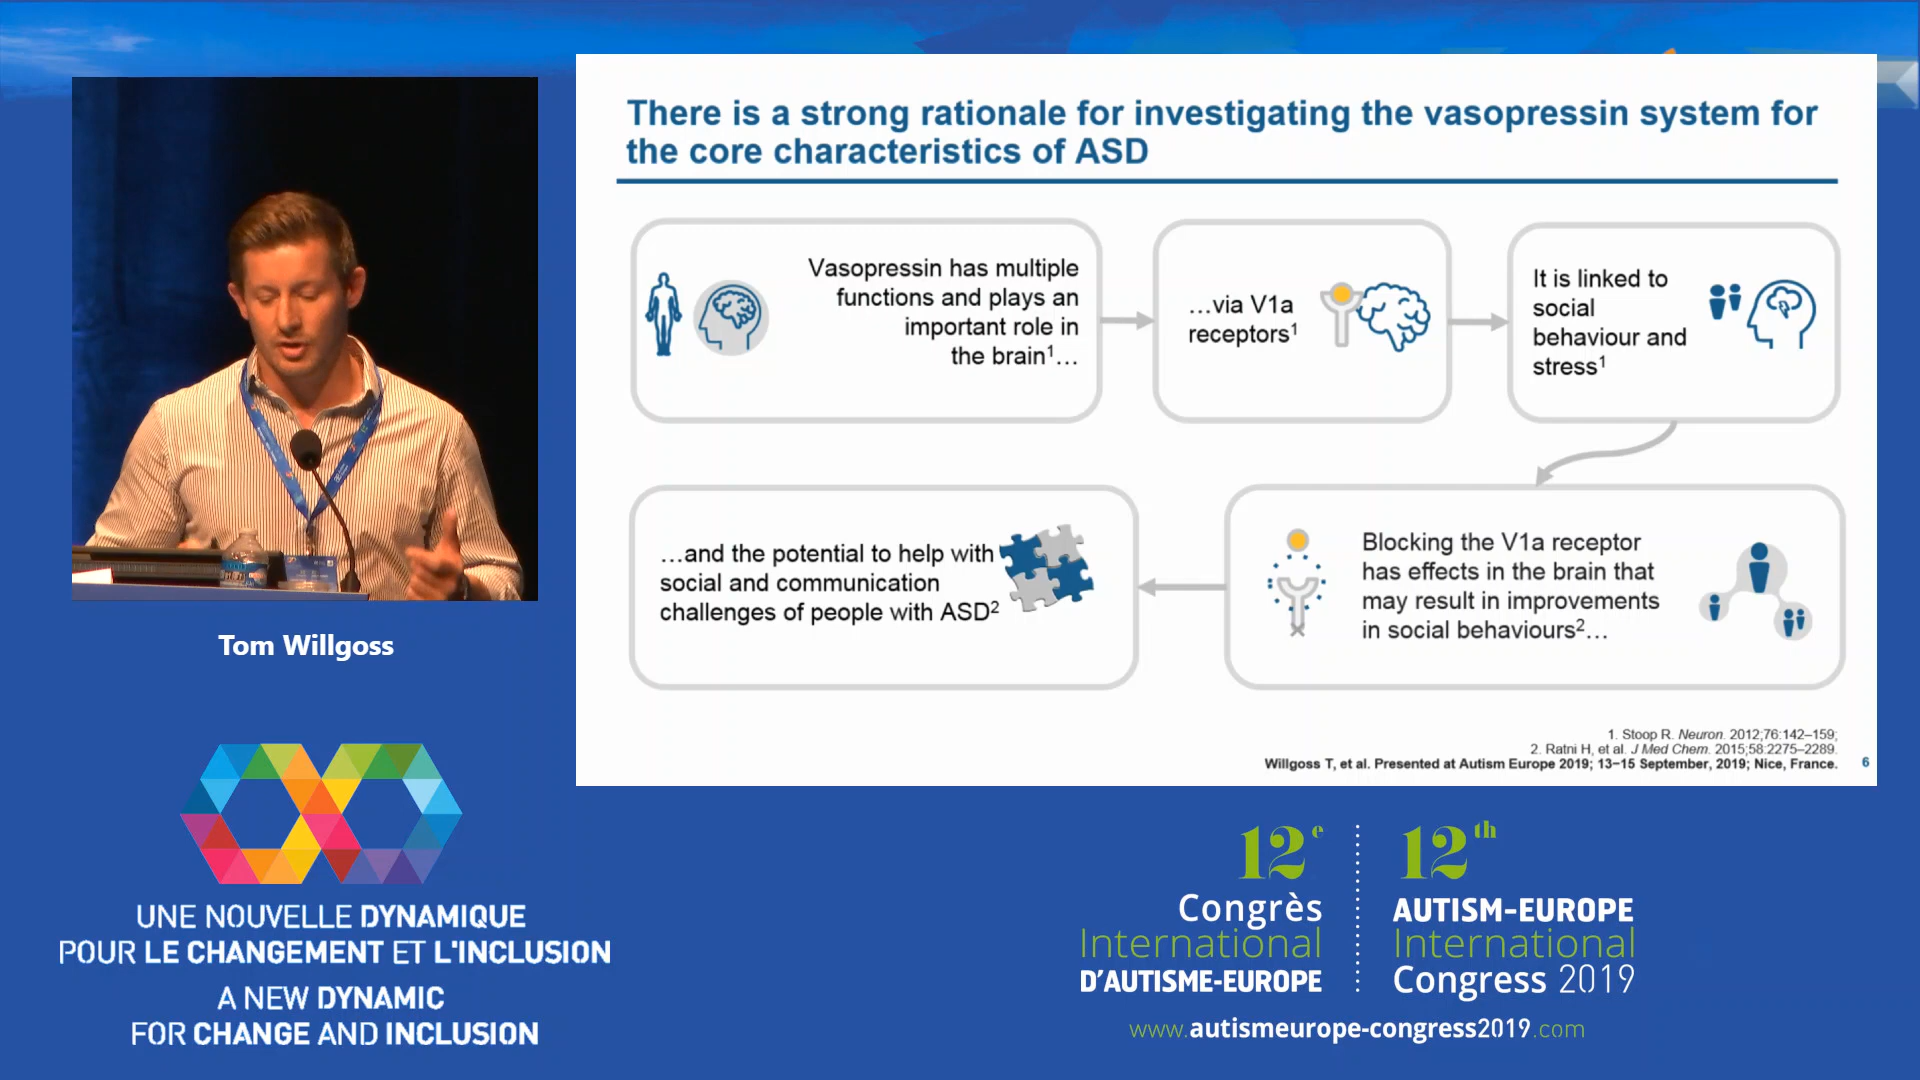 There is a strong rationale for investigating the vasopressin system for
the core characteristics of ASD
Vasopressin has multiple
functions and plays an
important role in
the brain¹…
…via V1a
receptors¹
It is linked to
social
behaviour and
stress¹
Blocking the V1a receptor
has effects in the brain that
may result in improvements
in social behaviours²…
…and the potential to help with
social and communication
challenges of people with ASD²
1. Stoop R. Neuron. 2012;76:142–159;
2. Ratni H, et al. J Med Chem. 2015;58:2275–2289.
Willgoss T, et al. Presented at Autism Europe 2019; 13–15 September, 2019; Nice, France.
6
Tom Willgoss
UNE NOUVELLE DYNAMIQUE
POUR LE CHANGEMENT ET L'INCLUSION
A NEW DYNAMIC
FOR CHANGE AND INCLUSION
12e
Congrès
International
D'AUTISME-EUROPE
12th
AUTISM-EUROPE
International
Congress 2019
www.autismeurope-congress2019.com